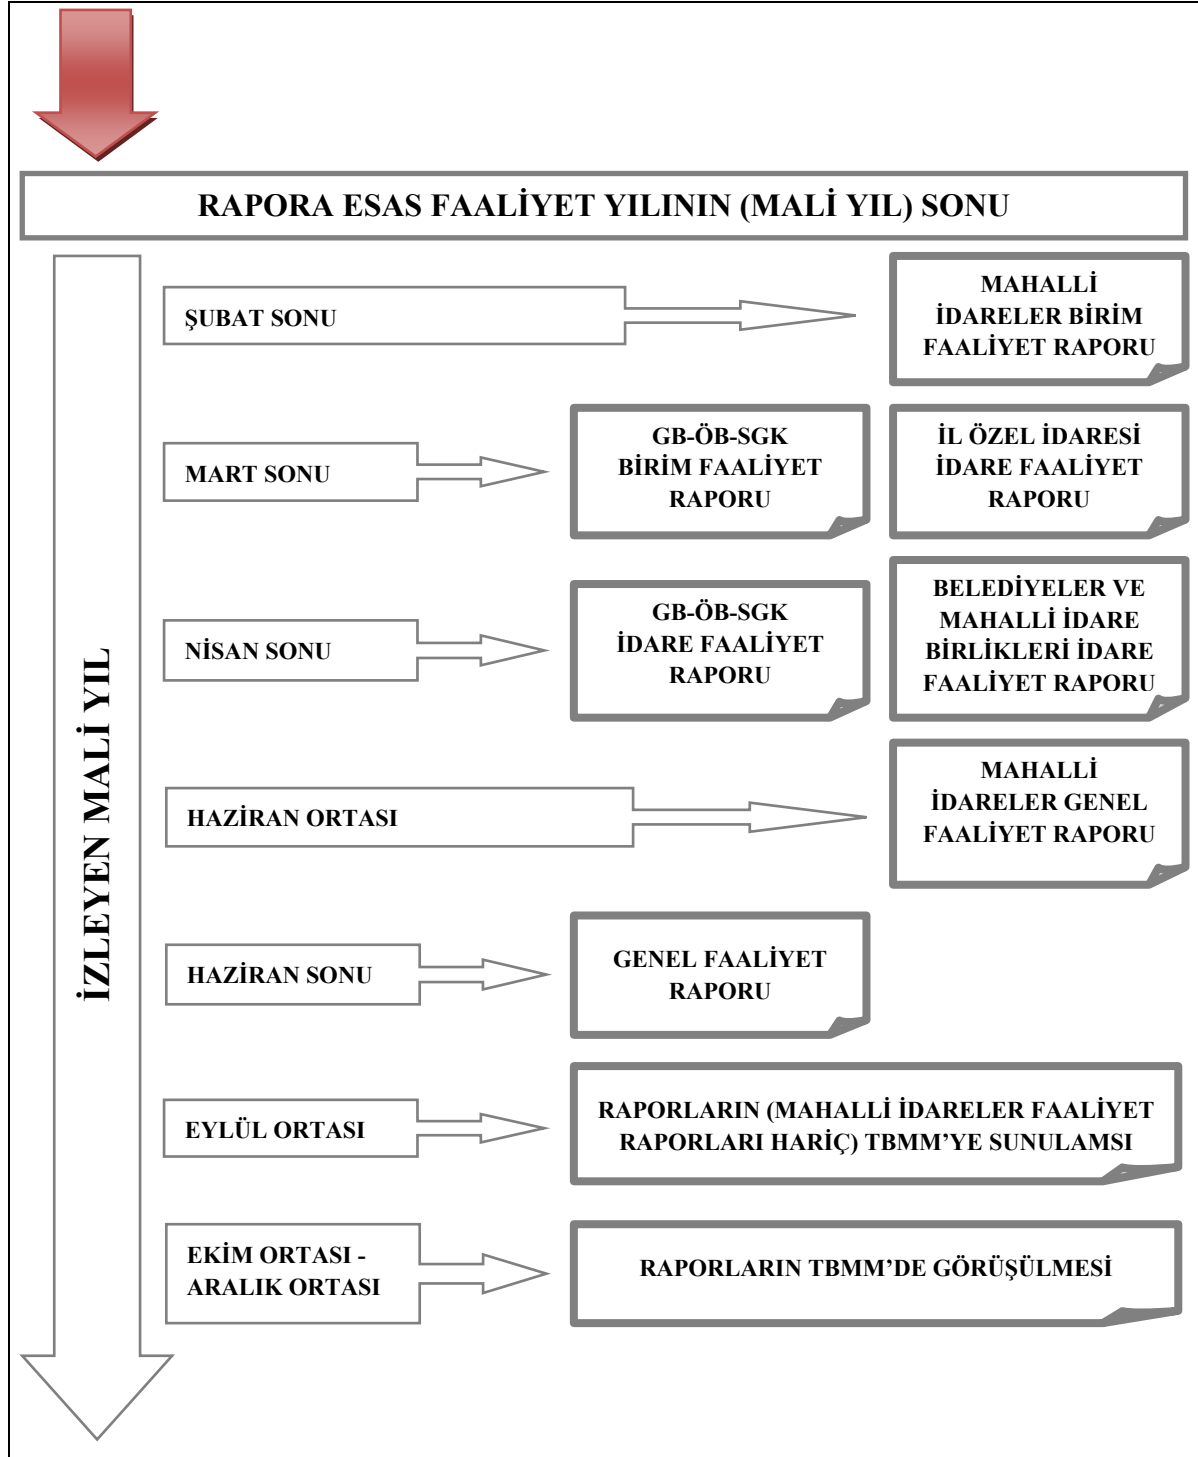 RAPORA ESAS FAALİYET YILININ (MALİ YIL) SONU
İZLEYEN MALİ YIL
ŞUBAT SONU
MAHALLİ
İDARELER BİRİM
FAALİYET RAPORU
MART SONU
GB-ÖB-SGK
BİRİM FAALİYET
RAPORU
İL ÖZEL İDARESİ
İDARE FAALİYET
RAPORU
NİSAN SONU
GB-ÖB-SGK
İDARE FAALİYET
RAPORU
BELEDİYELER VE
MAHALLİ İDARE
BİRLİKLERİ İDARE
FAALİYET RAPORU
HAZİRAN ORTASI
MAHALLİ
İDARELER GENEL
FAALİYET RAPORU
HAZİRAN SONU
GENEL FAALİYET
RAPORU
EYLÜL ORTASI
RAPORLARIN (MAHALLİ İDARELER FAALİYET
RAPORLARI HARİÇ) TBMM’YE SUNULAMSI
EKİM ORTASI -
ARALIK ORTASI
RAPORLARIN TBMM’DE GÖRÜŞÜLMESİ